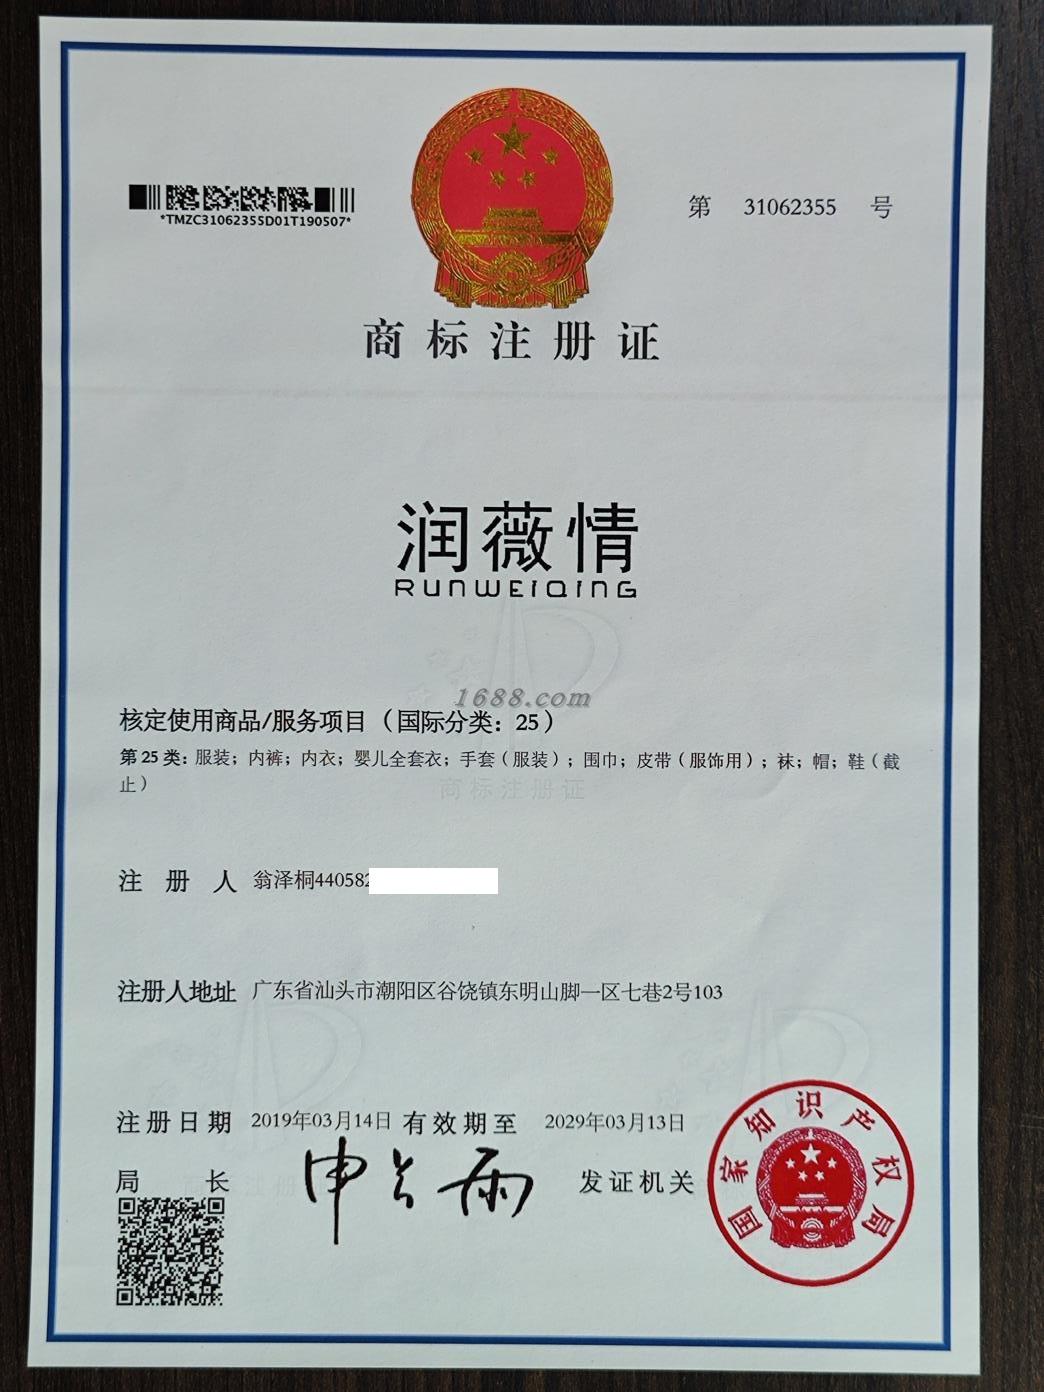 *TMZC31062355D01T190507*
第 31062355 号
商标注册证
润薇情
RUNWEIQING
1688.com
核定使用商品/服务项目（国际分类：25）
第25类：服装；内裤；内衣；婴儿全套衣；手套（服装）；围巾；皮带（服饰用）；袜；帽；鞋（截
止）
商标注册证
注册人 翁泽桐440582
注册人地址 广东省汕头市潮阳区谷饶镇东明山脚一区七巷2号103
注册日期 2019年03月14日 有效期至 2029年03月13日
局长 申长雨 发证机关
国家知识产权局